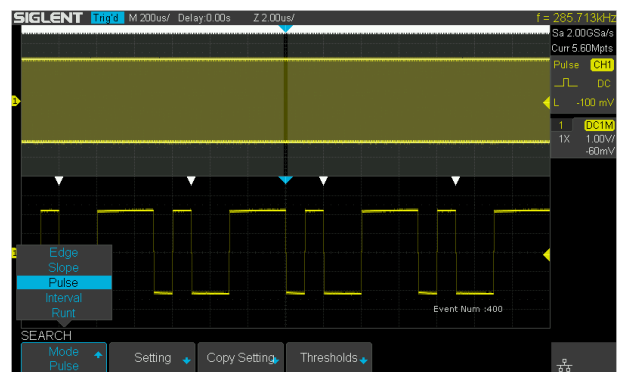 SIGLENT Trig'd M 200us/ Delay:0.00s Z 2.00us/ f = 285.713kHz
Sa 2.00GSa/s
Curr 5.60Mpts
Pulse CH1
DC
L -100 mV
1 DC1M
1X 1.00V/
-60mV
1
1
Edge
Slope
Pulse
Interval
Runt
Event Num :400
SEARCH
Mode Setting Copy Setting Thresholds
Pulse